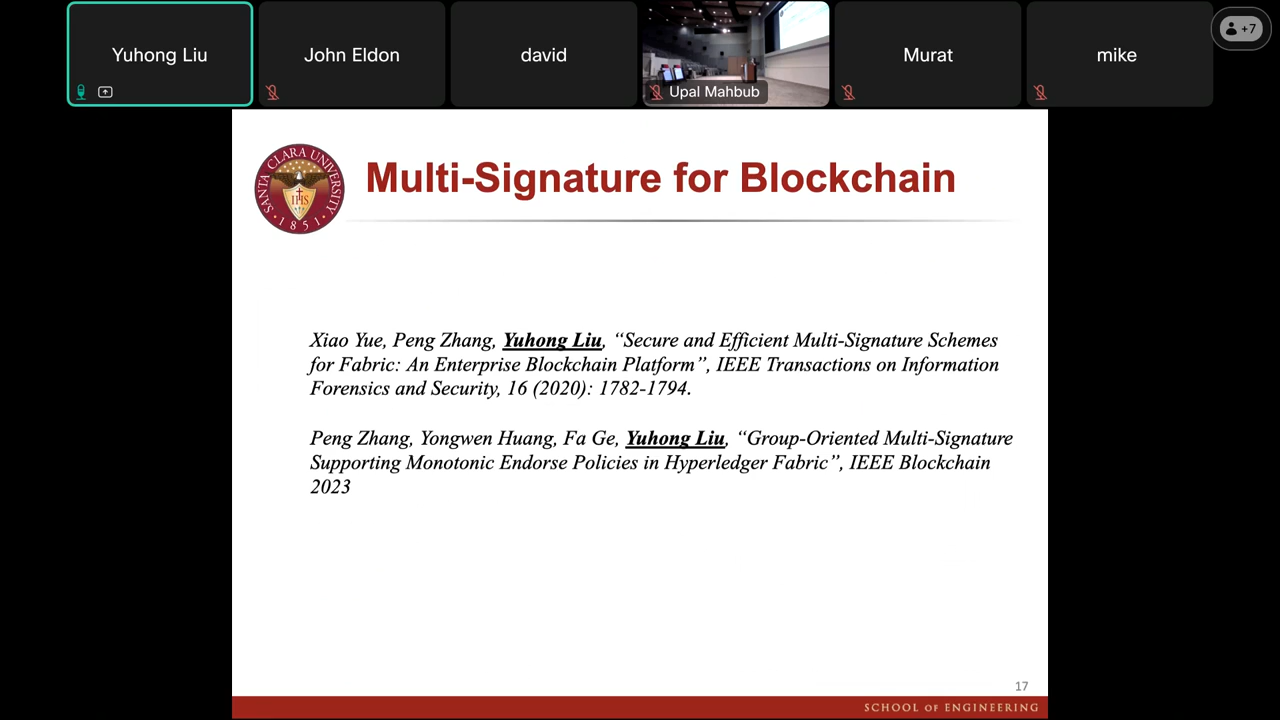 Yuhong Liu
John Eldon
david
Upal Mahbub
Murat
mike
+7
SANTA CLARA UNIVERSITY
IHS
1851
Multi-Signature for Blockchain
Xiao Yue, Peng Zhang, Yuhong Liu, “Secure and Efficient Multi-Signature Schemes
for Fabric: An Enterprise Blockchain Platform”, IEEE Transactions on Information
Forensics and Security, 16 (2020): 1782-1794.
Peng Zhang, Yongwen Huang, Fa Ge, Yuhong Liu, “Group-Oriented Multi-Signature
Supporting Monotonic Endorse Policies in Hyperledger Fabric”, IEEE Blockchain
2023
17
SCHOOL OF ENGINEERING